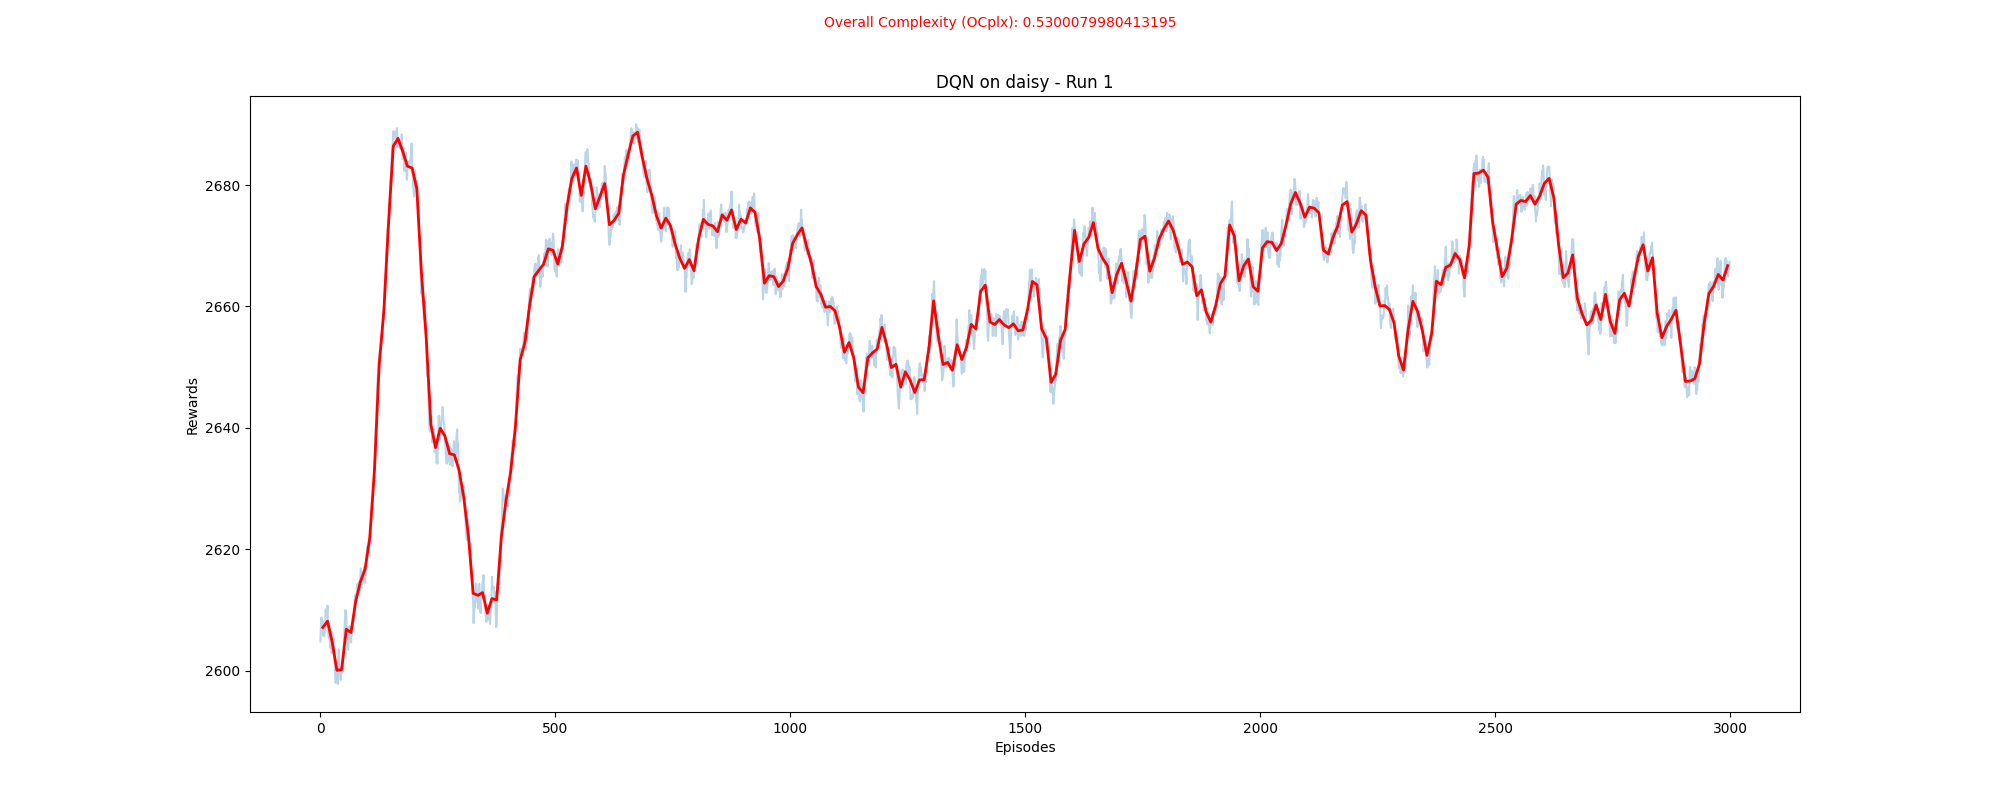 Overall Complexity (OCplx): 0.5300079980413195
DQN on daisy - Run 1
Rewards
2680
2660
2640
2620
2600
0 500 1000 1500 2000 2500 3000
Episodes